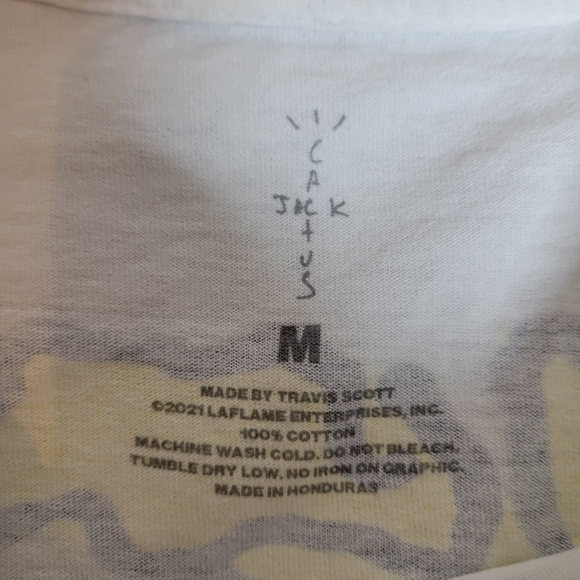 CACTUS
JACK
M
MADE BY TRAVIS SCOTT
©2021 LAFLAME ENTERPRISES, INC.
100% COTTON
MACHINE WASH COLD. DO NOT BLEACH.
TUMBLE DRY LOW. NO IRON ON GRAPHIC.
MADE IN HONDURAS